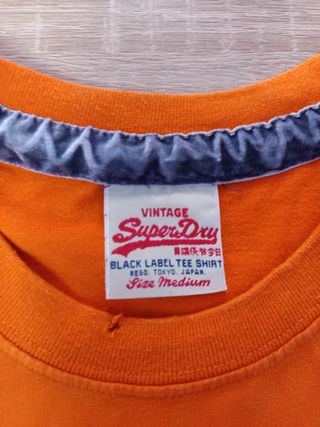 VINTAGE
SuperDry
BLACK LABEL TEE SHIRT
REGD. TOKYO. JAPAN.
Size Medium